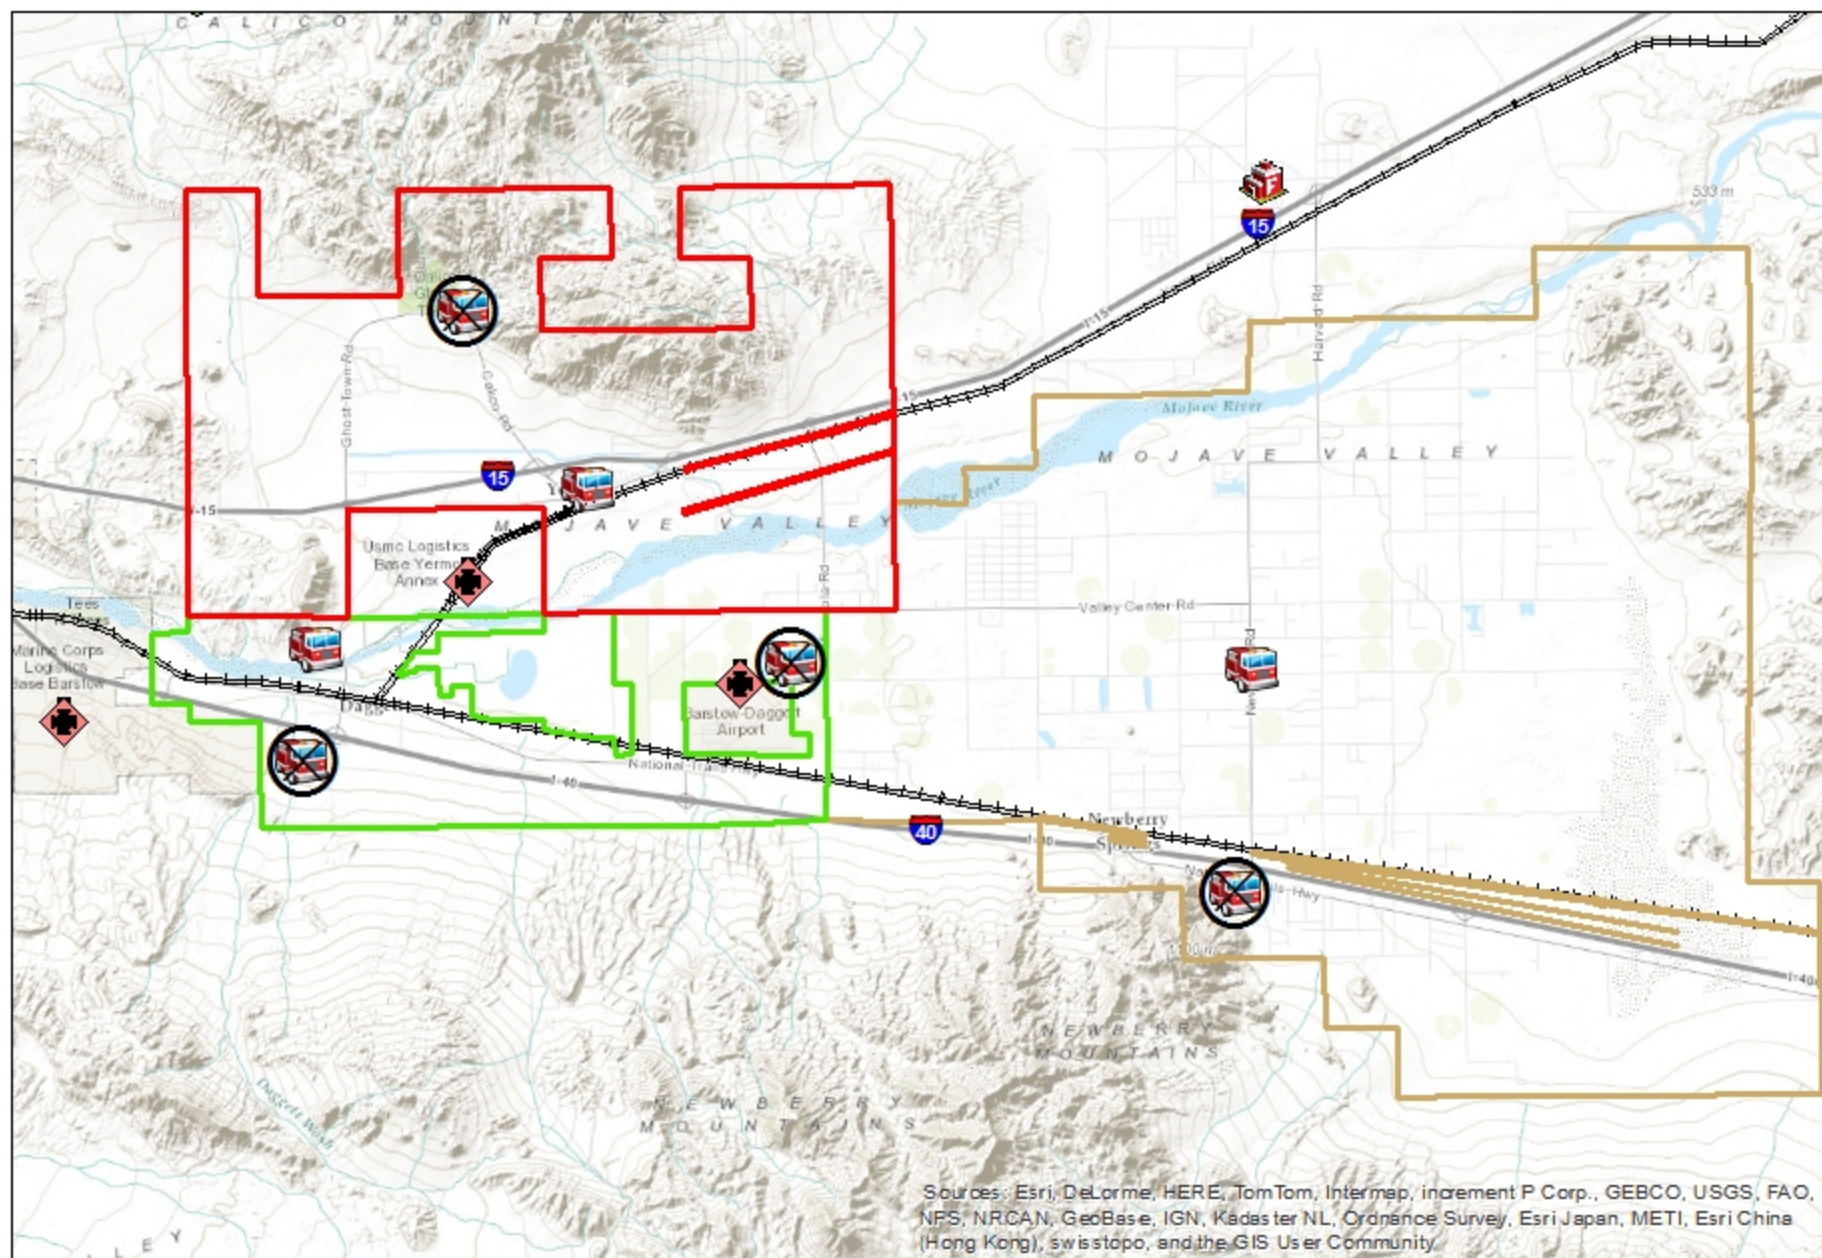 CALICO MOUNTAINS
533 m
15
I-15
Harvard Rd
Ghost Town Rd
Calico Rd
-15
Mojave River
MOJAVE VALLEY
15
I-15
MOJAVE VALLEY
Usmc Logistics
Base Yermo
Annex
Valley Center Rd
Marine Corps
Logistics
Base Barstow
Barstow-Daggett
Airport
National Trails Hwy
I-40
40
I-40
Newberry
Springs
Hwy
I-40
NEWBERRY
MOUNTAINS
Daggett Wash
NEWBERRY
MOUNTAINS
LLEY
Sources: Esri, DeLorme, HERE, TomTom, Intermap, increment P Corp., GEBCO, USGS, FAO,
NPS, NRCAN, GeoBase, IGN, Kadaster NL, Ordnance Survey, Esri Japan, METI, Esri China
(Hong Kong), swisstopo, and the GIS User Community